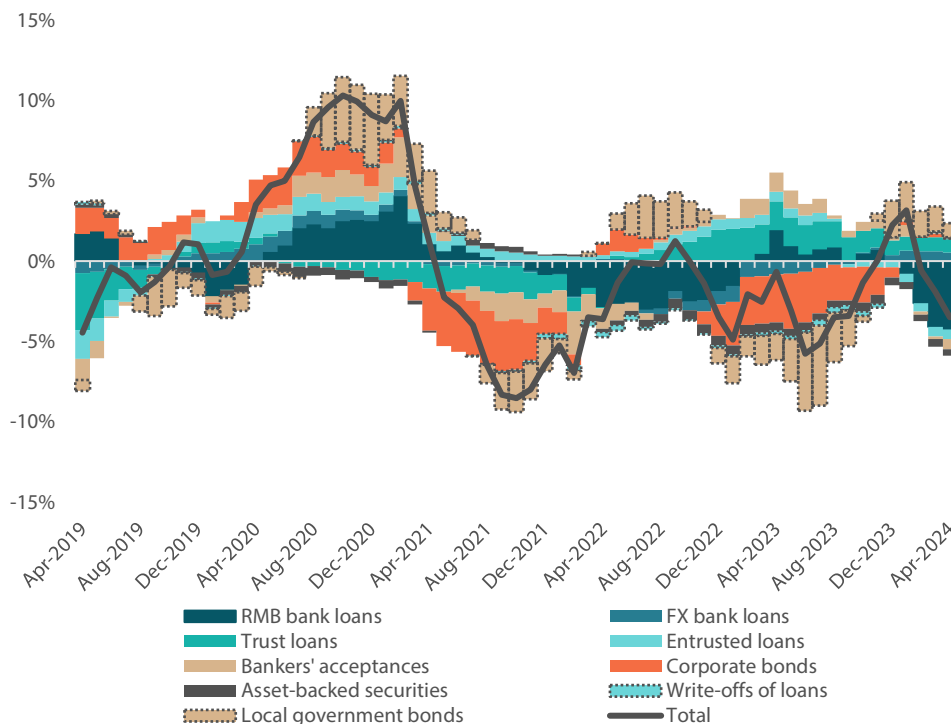 15%
10%
5%
0%
-5%
-10%
-15%
Apr-2019
Aug-2019
Dec-2019
Apr-2020
Aug-2020
Dec-2020
Apr-2021
Aug-2021
Dec-2021
Apr-2022
Aug-2022
Dec-2022
Apr-2023
Aug-2023
Dec-2023
Apr-2024
RMB bank loans
FX bank loans
Trust loans
Entrusted loans
Bankers' acceptances
Corporate bonds
Asset-backed securities
Write-offs of loans
Local government bonds
Total